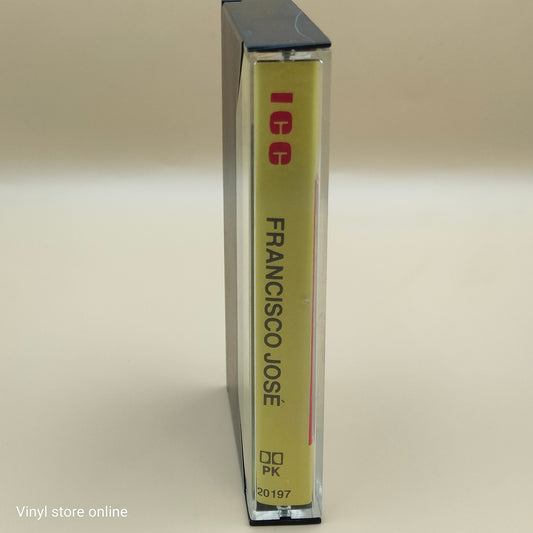 ICC
FRANCISCO JOSÉ
PK
20197
Vinyl store online